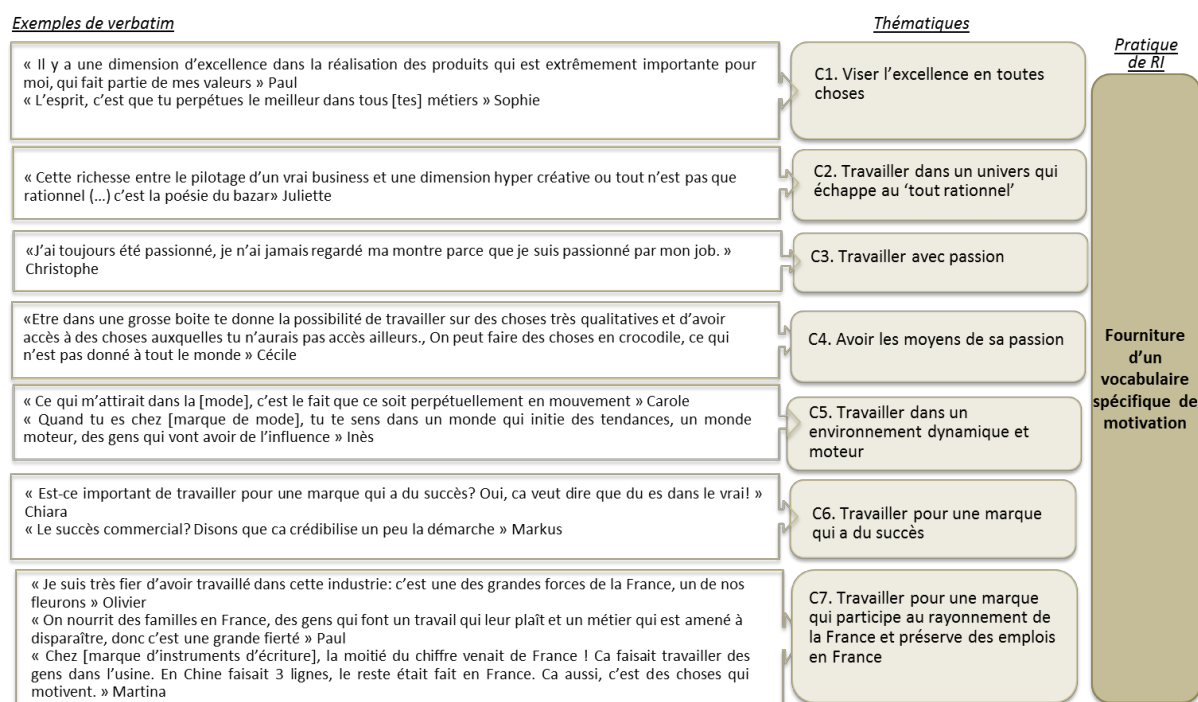 Exemples de verbatim
Thématiques
Pratique
de RI
« Il y a une dimension d’excellence dans la réalisation des produits qui est extrêmement importante pour
moi, qui fait partie de mes valeurs » Paul
« L’esprit, c’est que tu perpétues le meilleur dans tous [tes] métiers » Sophie
C1. Viser l’excellence en toutes
choses
« Cette richesse entre le pilotage d’un vrai business et une dimension hyper créative ou tout n’est pas que
rationnel (…) c’est la poésie du bazar» Juliette
C2. Travailler dans un univers qui
échappe au ‘tout rationnel’
«J’ai toujours été passionné, je n’ai jamais regardé ma montre parce que je suis passionné par mon job. »
Christophe
C3. Travailler avec passion
«Etre dans une grosse boite te donne la possibilité de travailler sur des choses très qualitatives et d’avoir
accès à des choses auxquelles tu n’aurais pas accès ailleurs., On peut faire des choses en crocodile, ce qui
n’est pas donné à tout le monde » Cécile
C4. Avoir les moyens de sa passion
« Ce qui m’attirait dans la [mode], c’est le fait que ce soit perpétuellement en mouvement » Carole
« Quand tu es chez [marque de mode], tu te sens dans un monde qui initie des tendances, un monde
moteur, des gens qui vont avoir de l’influence » Inès
C5. Travailler dans un
environnement dynamique et
moteur
« Est-ce important de travailler pour une marque qui a du succès? Oui, ca veut dire que du es dans le vrai! »
Chiara
« Le succès commercial? Disons que ca crédibilise un peu la démarche » Markus
C6. Travailler pour une marque
qui a du succès
« Je suis très fier d’avoir travaillé dans cette industrie: c’est une des grandes forces de la France, un de nos
fleurons » Olivier
« On nourrit des familles en France, des gens qui font un travail qui leur plaît et un métier qui est amené à
disparaître, donc c’est une grande fierté » Paul
« Chez [marque d’instruments d’écriture], la moitié du chiffre venait de France ! Ca faisait travailler des
gens dans l’usine. En Chine faisait 3 lignes, le reste était fait en France. Ca aussi, c’est des choses qui
motivent. » Martina
C7. Travailler pour une marque
qui participe au rayonnement de
la France et préserve des emplois
en France
Fourniture
d’un
vocabulaire
spécifique de
motivation